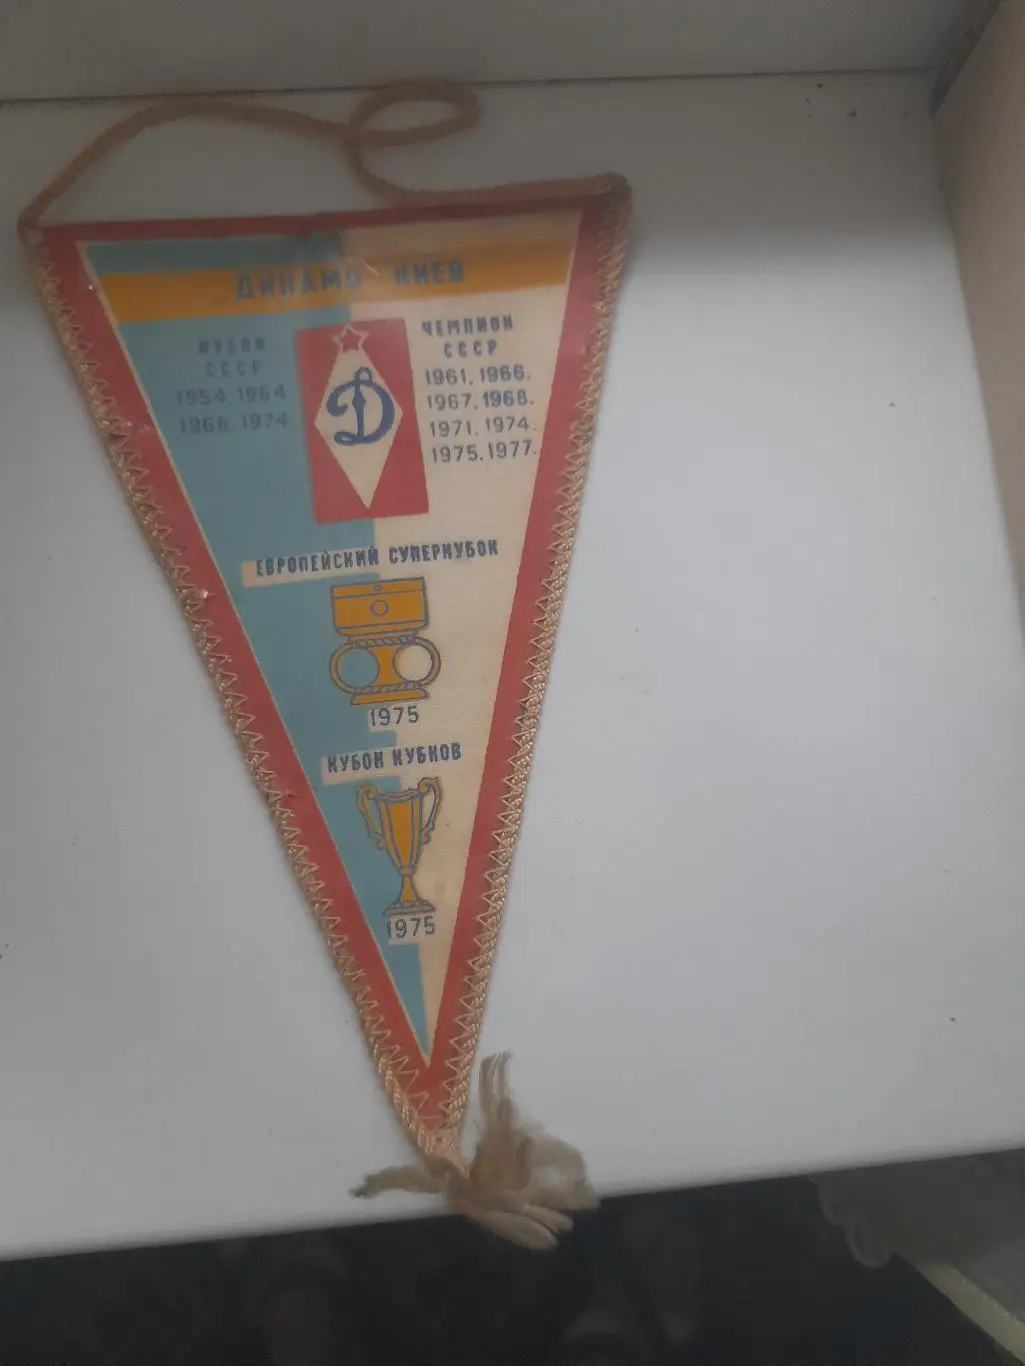 ДИНАМО КИЕВ
КУБОК
СССР
1954, 1964
1966, 1974
Д
ЧЕМПИОН
СССР
1961, 1966.
1967, 1968.
1971, 1974.
1975, 1977.
ЕВРОПЕЙСКИЙ СУПЕРКУБОК
1975
КУБОК КУБКОВ
1975